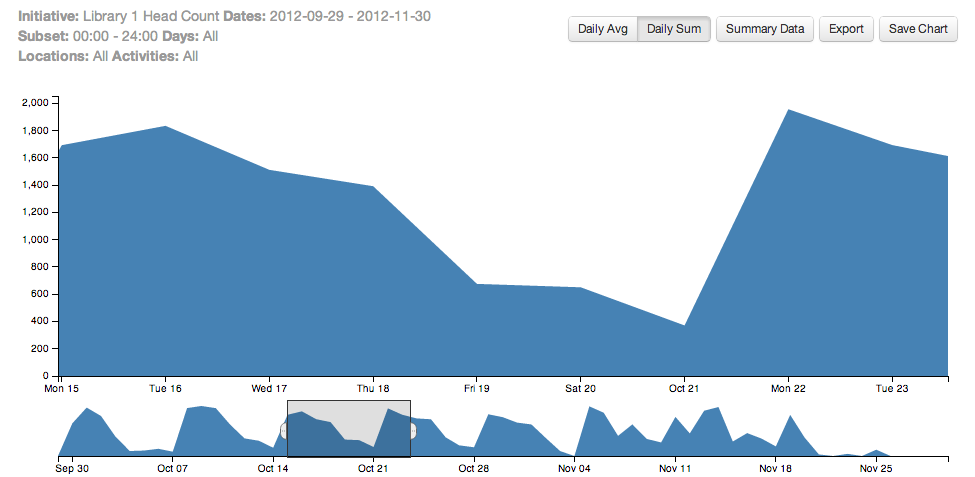 Initiative: Library 1 Head Count Dates: 2012-09-29 - 2012-11-30
Subset: 00:00 - 24:00 Days: All
Locations: All Activities: All
Daily Avg Daily Sum Summary Data Export Save Chart
2,000
1,800
1,600
1,400
1,200
1,000
800
600
400
200
0
Mon 15 Tue 16 Wed 17 Thu 18 Fri 19 Sat 20 Oct 21 Mon 22 Tue 23
Sep 30 Oct 07 Oct 14 Oct 21 Oct 28 Nov 04 Nov 11 Nov 18 Nov 25